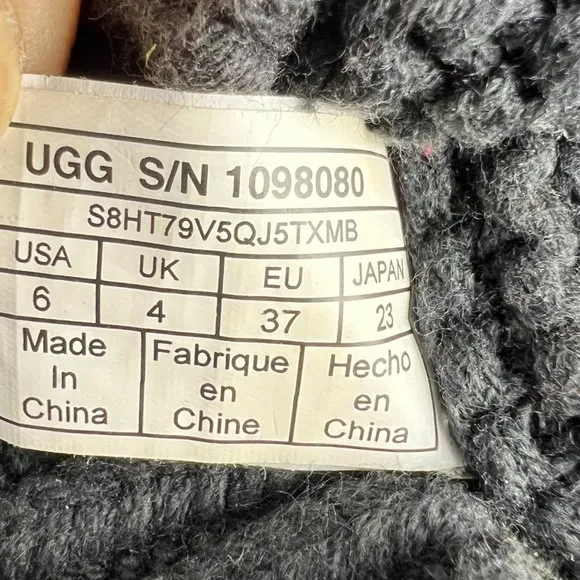 UGG S/N 1098080
S8HT79V5QJ5TXMB
USA UK EU JAPAN
6 4 37 23
Made In China
Fabrique en Chine
Hecho en China